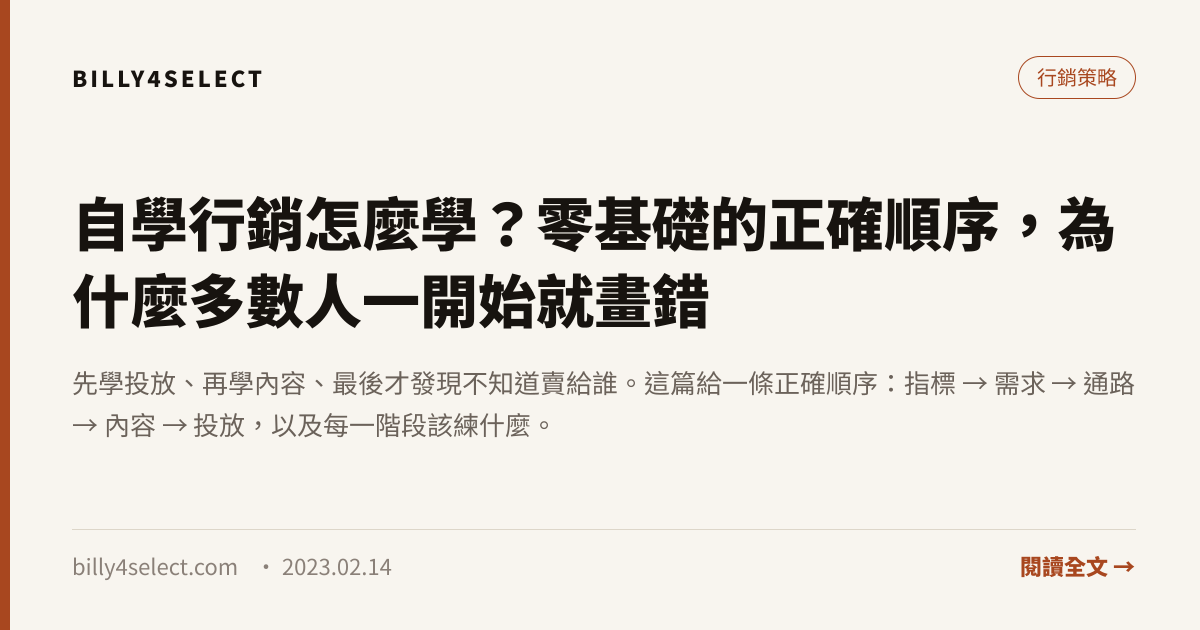 BILLY4SELECT
行銷策略
自學行銷怎麼學？零基礎的正確順序，為
什麼多數人一開始就畫錯
先學投放、再學內容、最後才發現不知道賣給誰。這篇給一條正確順序：指標 → 需求 → 通路
→ 內容 → 投放，以及每一階段該練什麼。
billy4select.com ・ 2023.02.14
閱讀全文 →